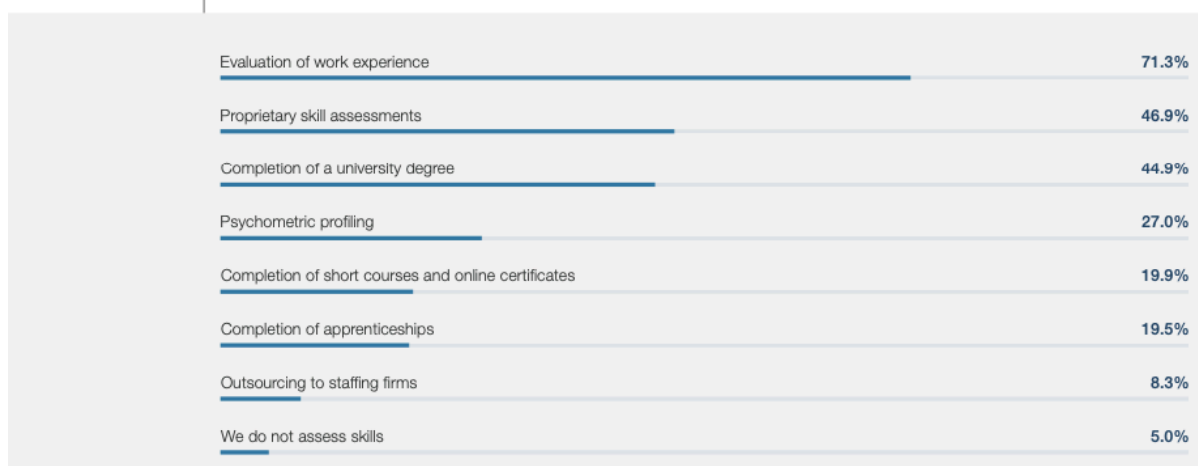 Evaluation of work experience 71.3%
Proprietary skill assessments 46.9%
Completion of a university degree 44.9%
Psychometric profiling 27.0%
Completion of short courses and online certificates 19.9%
Completion of apprenticeships 19.5%
Outsourcing to staffing firms 8.3%
We do not assess skills 5.0%